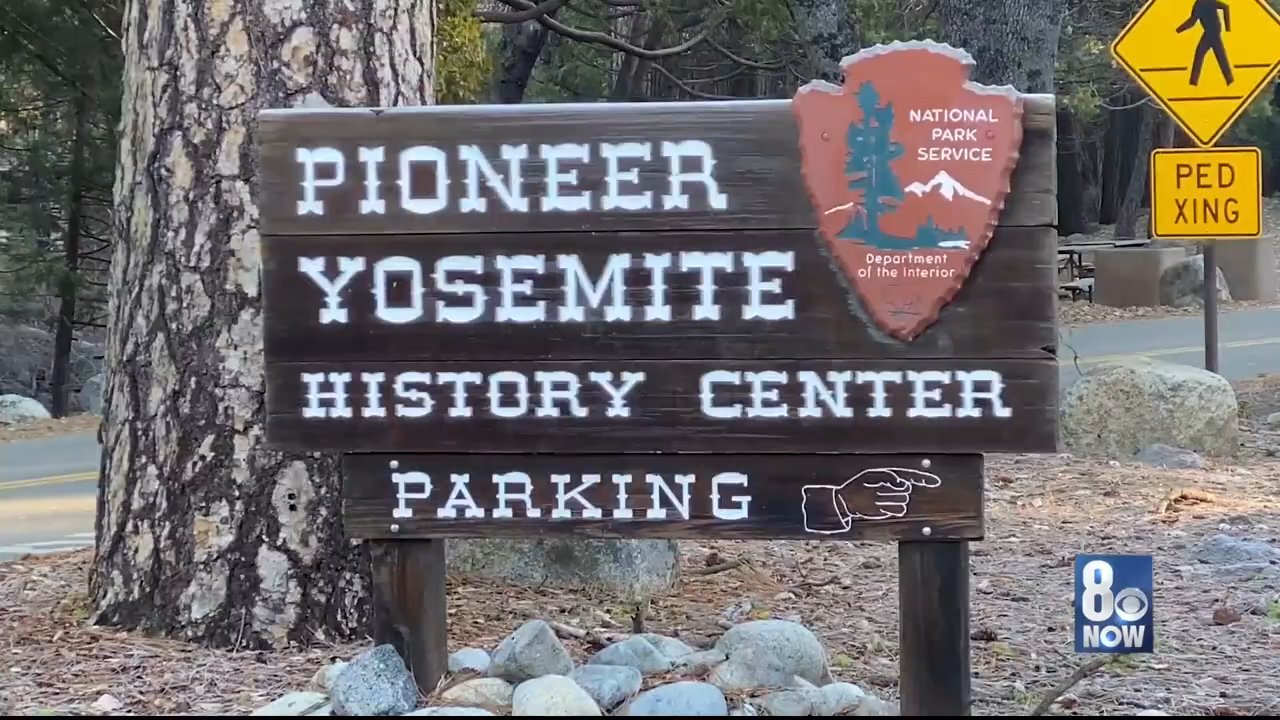 PIONEER
YOSEMITE
HISTORY CENTER
PARKING
NATIONAL
PARK
SERVICE
Department
of the Interior
PED
XING
8
NOW